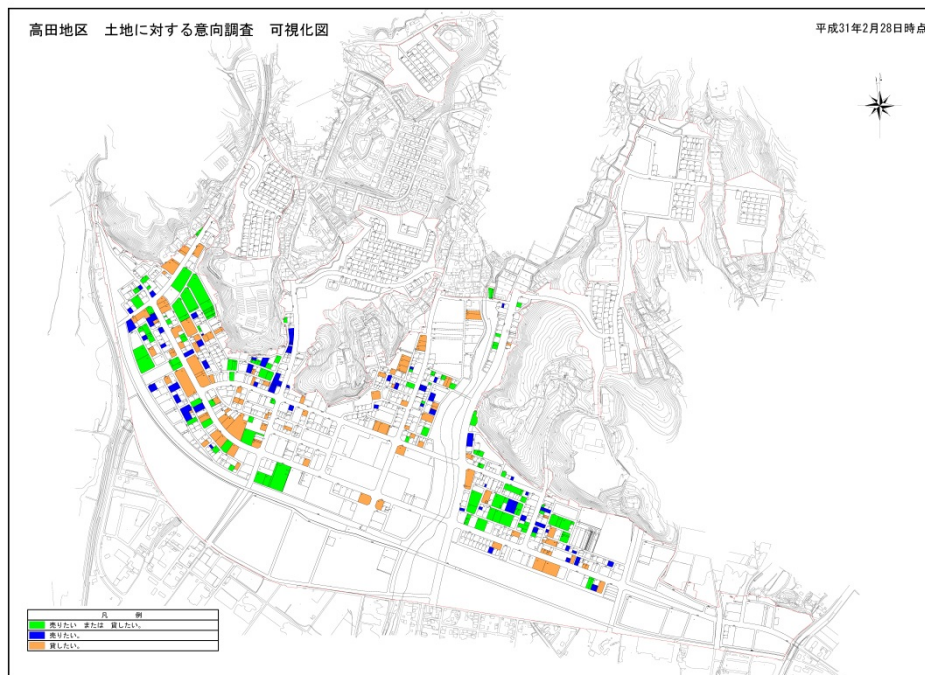 高田地区 土地に対する意向調査 可視化図
平成31年2月28日時点
凡 例
売りたい または 貸したい。
売りたい。
貸したい。